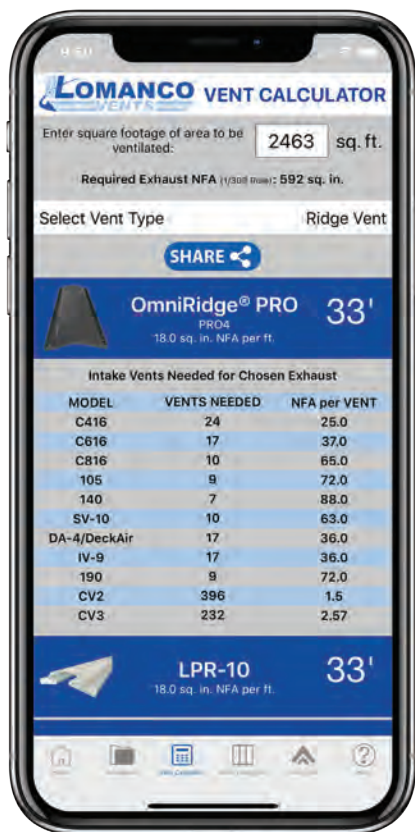 LOMANCO
VENTS
VENT CALCULATOR
Enter square footage of area to be
ventilated:
2463 sq. ft.
Required Exhaust NFA : 592 sq. in.
Select Vent Type Ridge Vent
SHARE
OmniRidge® PRO 33'
PRO4
18.0 sq. in. NFA per ft.
Intake Vents Needed for Chosen Exhaust
MODEL VENTS NEEDED NFA per VENT
C416 24 25.0
C616 17 37.0
C816 10 65.0
105 9 72.0
140 7 88.0
SV-10 10 63.0
DA-4/DeckAir 17 36.0
IV-9 17 36.0
190 9 72.0
CV2 396 1.5
CV3 232 2.57
LPR-10 33'
18.0 sq. in. NFA per ft.